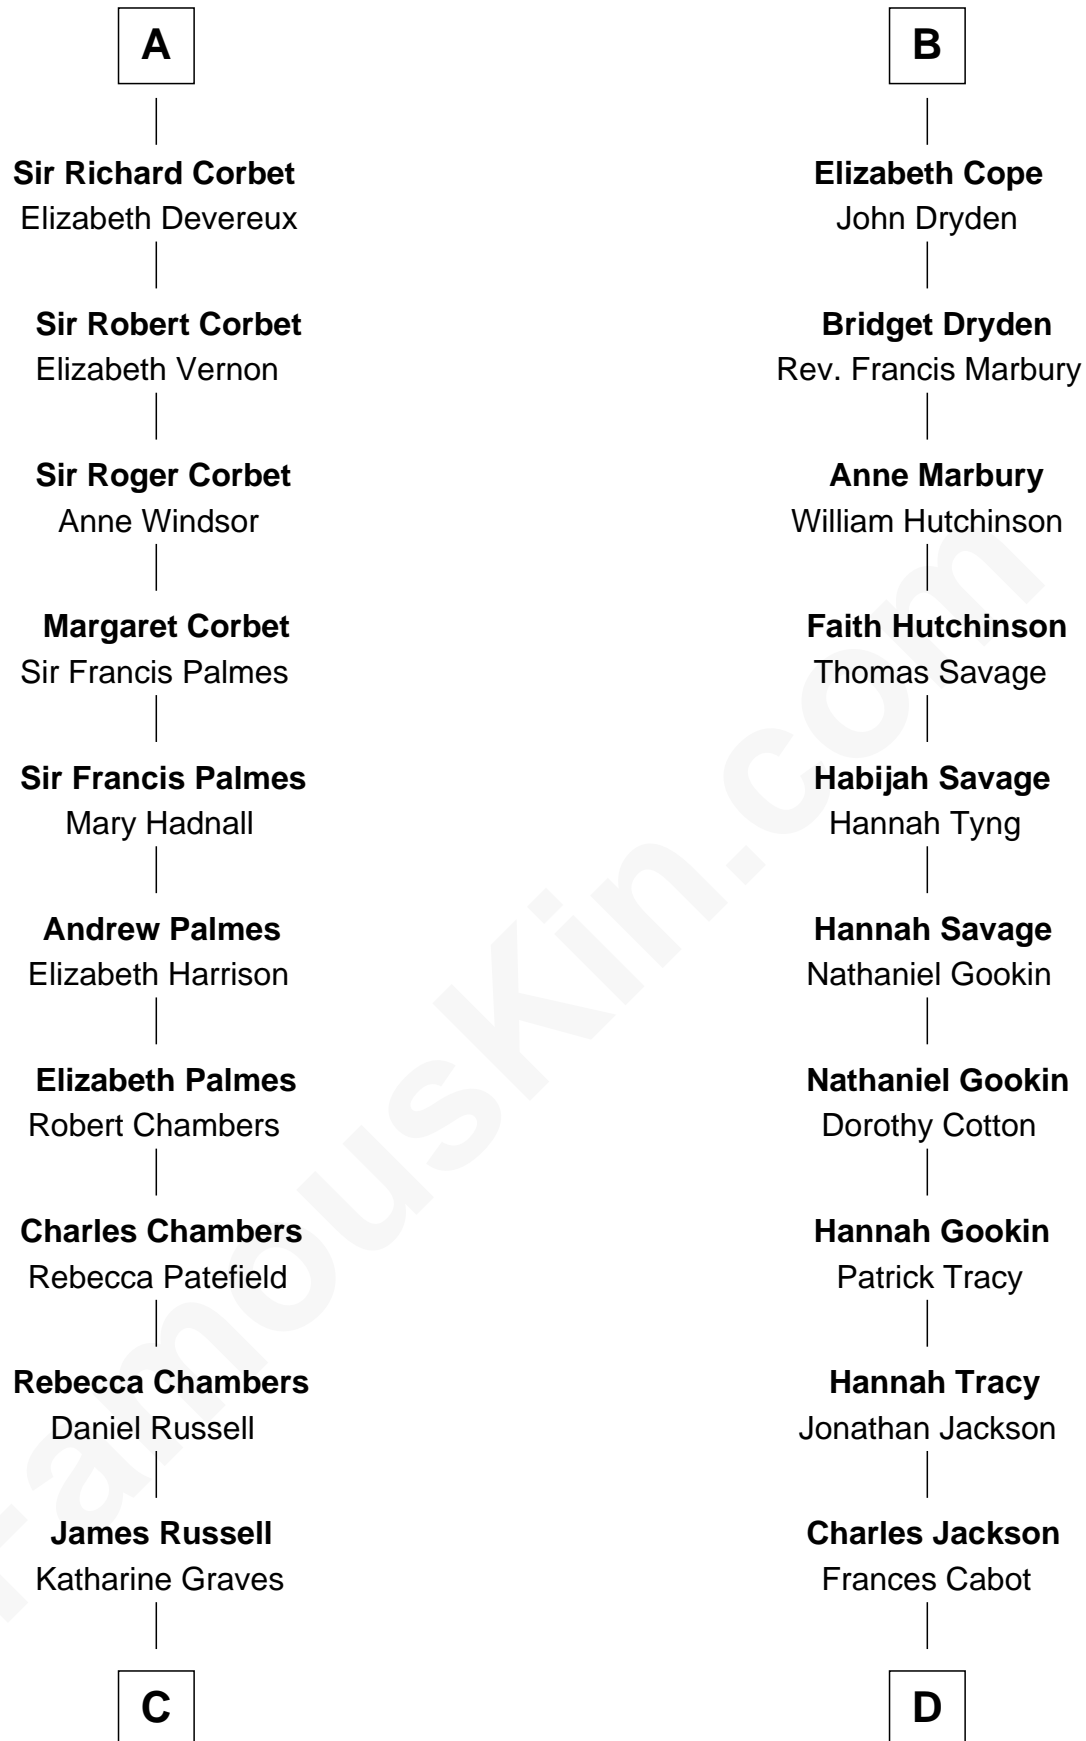 A
Sir Richard Corbet
Elizabeth Devereux
Sir Robert Corbet
Elizabeth Vernon
Sir Roger Corbet
Anne Windsor
Margaret Corbet
Sir Francis Palmes
Sir Francis Palmes
Mary Hadnall
Andrew Palmes
Elizabeth Harrison
Elizabeth Palmes
Robert Chambers
Charles Chambers
Rebecca Patefield
Rebecca Chambers
Daniel Russell
James Russell
Katharine Graves
C
B
Elizabeth Cope
John Dryden
Bridget Dryden
Rev. Francis Marbury
Anne Marbury
William Hutchinson
Faith Hutchinson
Thomas Savage
Habijah Savage
Hannah Tyng
Hannah Savage
Nathaniel Gookin
Nathaniel Gookin
Dorothy Cotton
Hannah Gookin
Patrick Tracy
Hannah Tracy
Jonathan Jackson
Charles Jackson
Frances Cabot
D
FamousKin.com